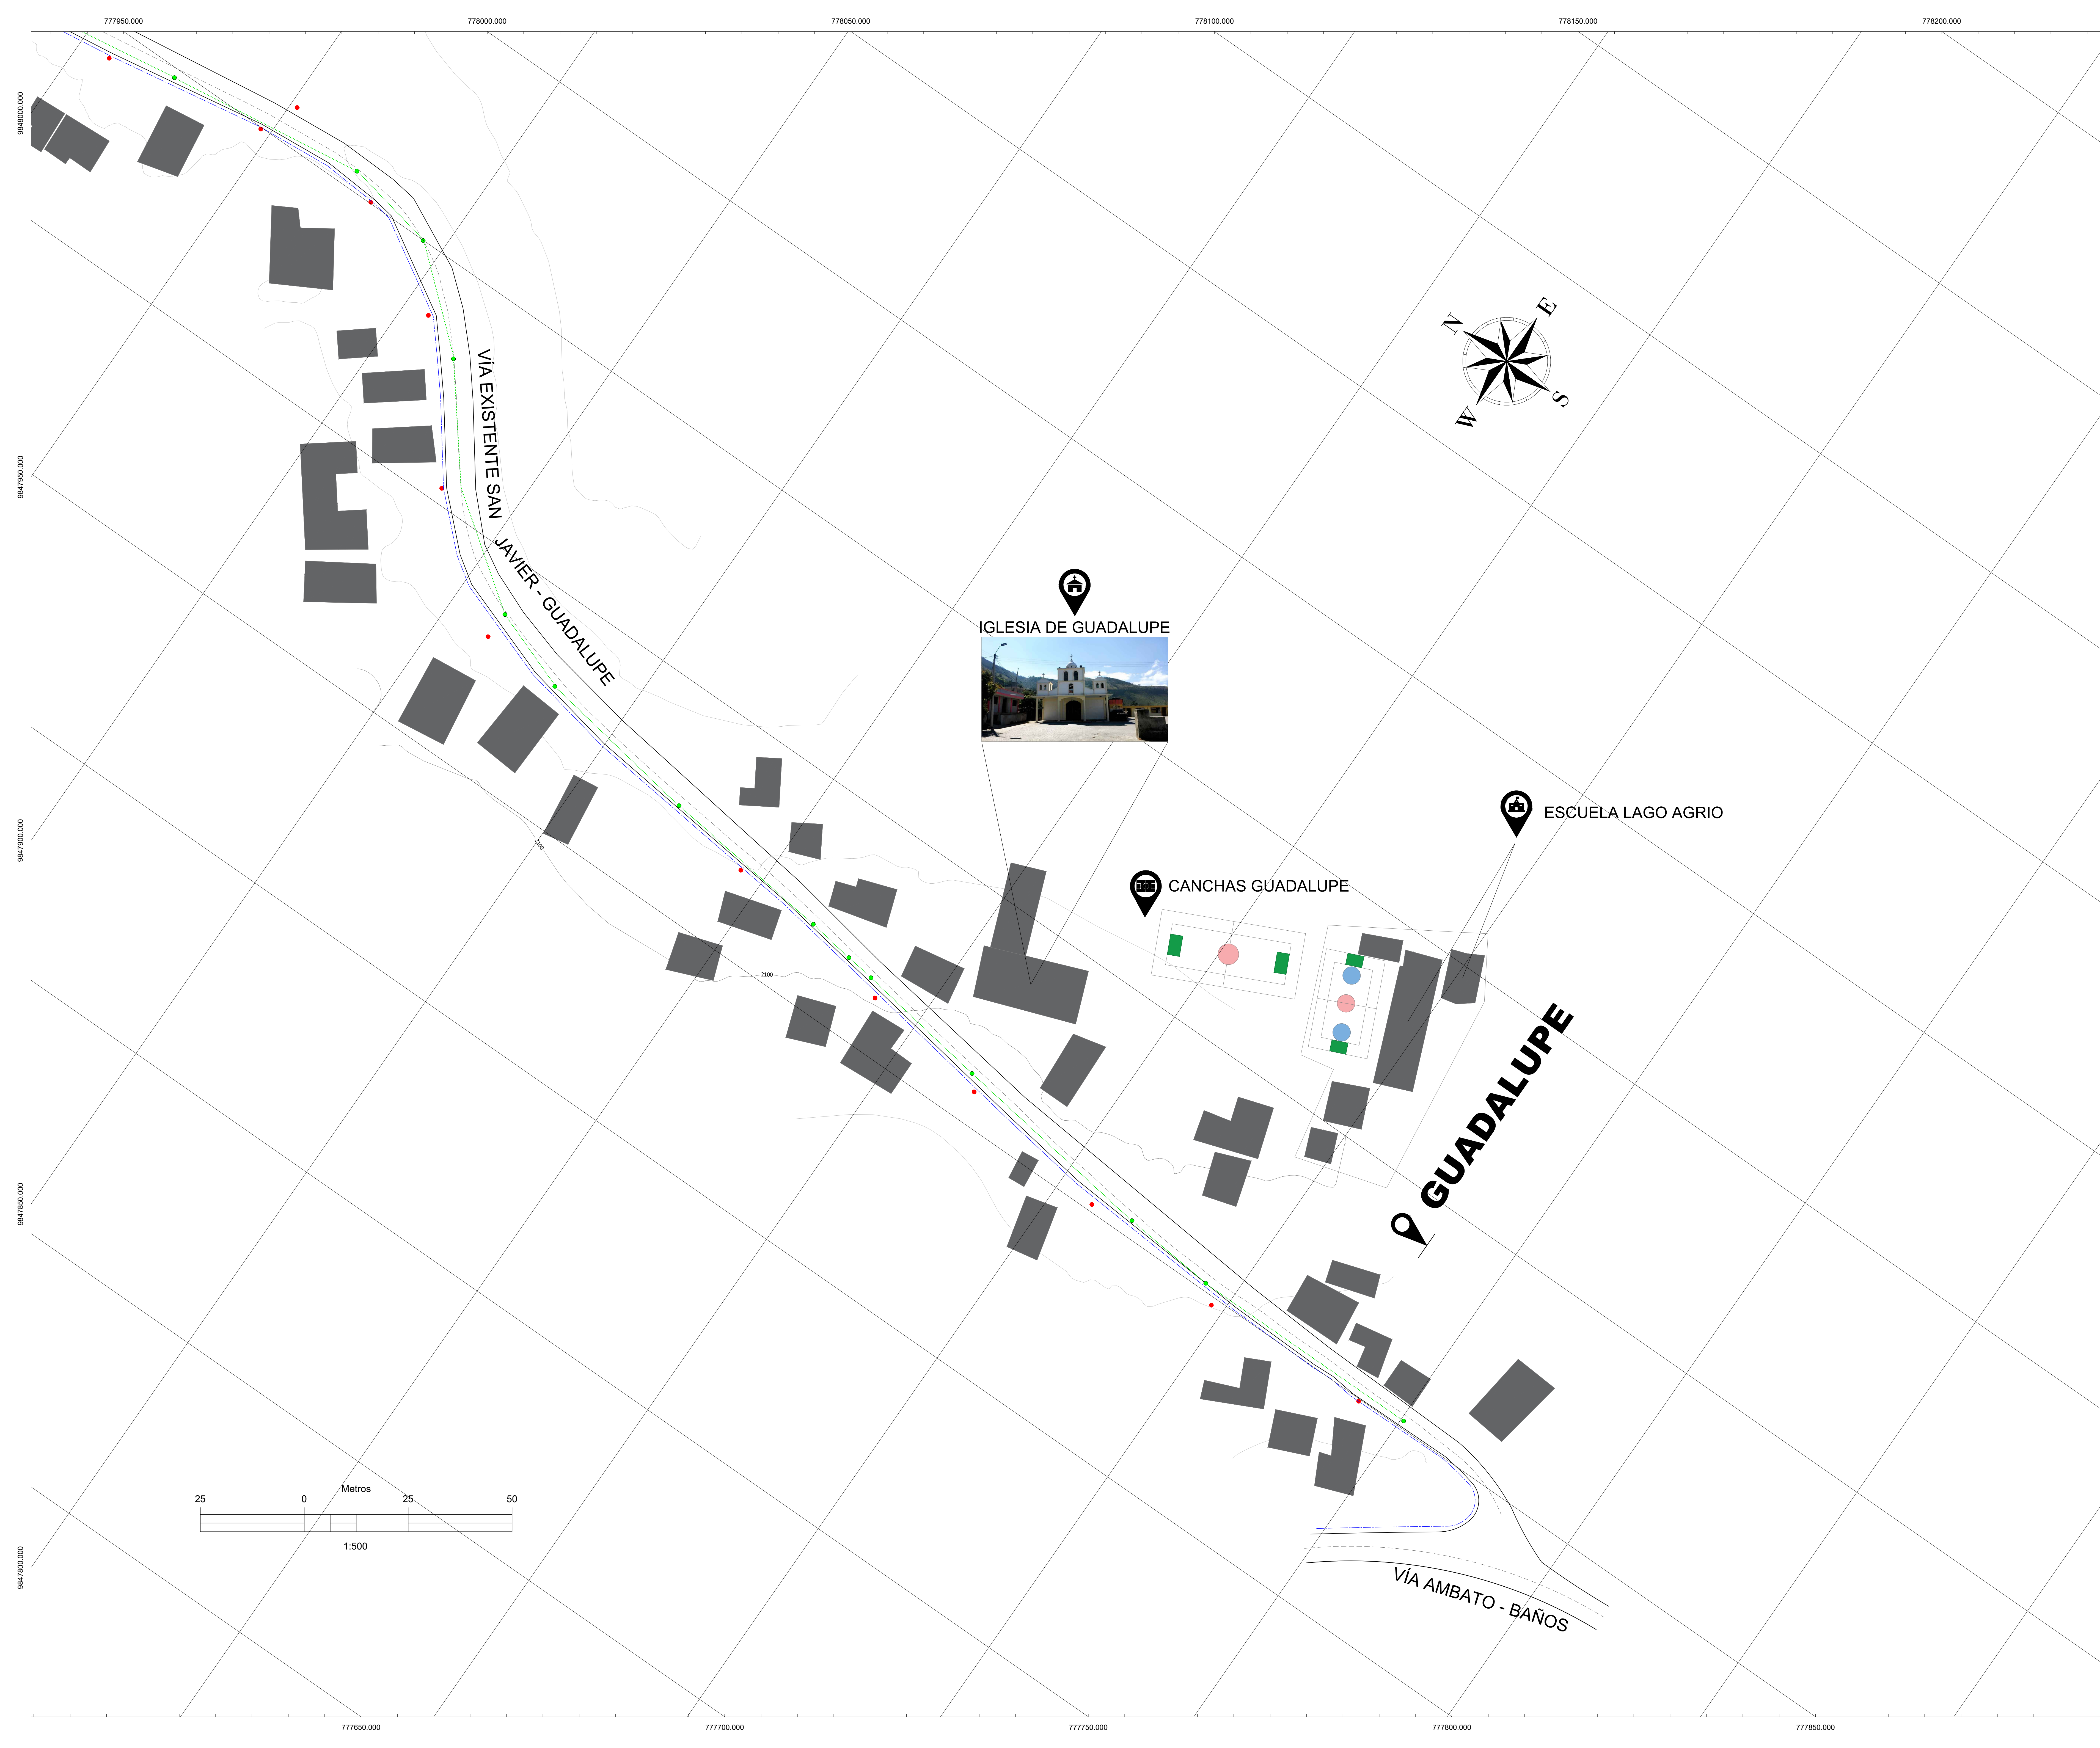 777950.000
778000.000
778050.000
778100.000
778150.000
778200.000
9848000.000
9847950.000
9847900.000
9847850.000
9847800.000
N
E
S
W
VÍA EXISTENTE SAN
JAVIER - GUADALUPE
IGLESIA DE GUADALUPE
ESCUELA LAGO AGRIO
CANCHAS GUADALUPE
2100
2100
GUADALUPE
Metros
25
0
25
50
1:500
VÍA AMBATO - BAÑOS
777650.000
777700.000
777750.000
777800.000
777850.000